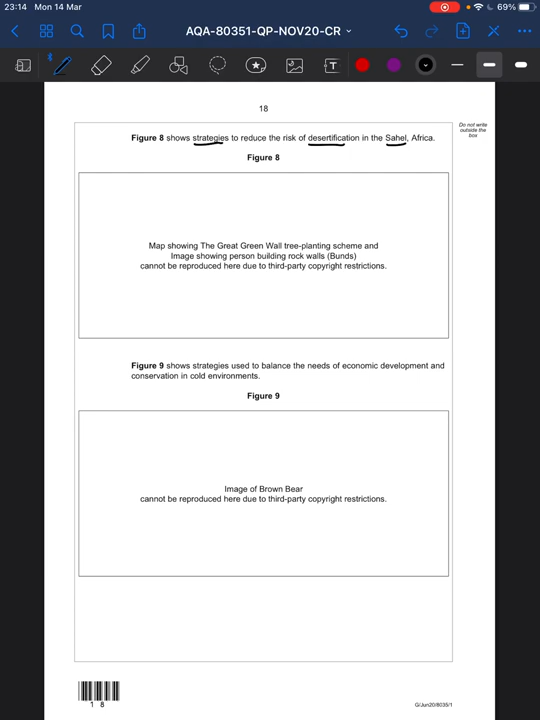 23:14 Mon 14 Mar
69%
AQA-80351-QP-NOV20-CR
T
18
Do not write
outside the
box
Figure 8 shows strategies to reduce the risk of desertification in the Sahel, Africa.
Figure 8
Map showing The Great Green Wall tree-planting scheme and
Image showing person building rock walls (Bunds)
cannot be reproduced here due to third-party copyright restrictions.
Figure 9 shows strategies used to balance the needs of economic development and
conservation in cold environments.
Figure 9
Image of Brown Bear
cannot be reproduced here due to third-party copyright restrictions.
1 8
G/Jun20/8035/1